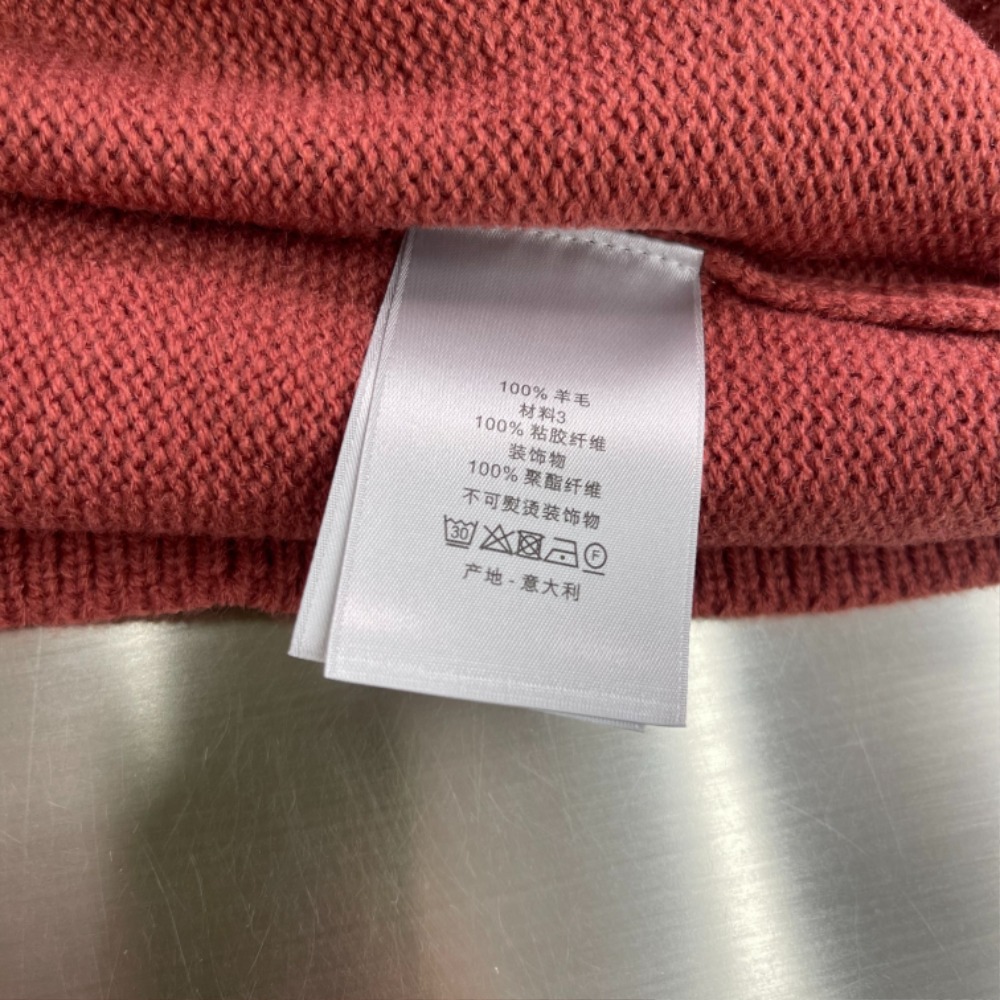 100% 羊毛
材料3
100% 粘胶纤维
装饰物
100% 聚酯纤维
不可熨烫装饰物
30 F
产地 - 意大利